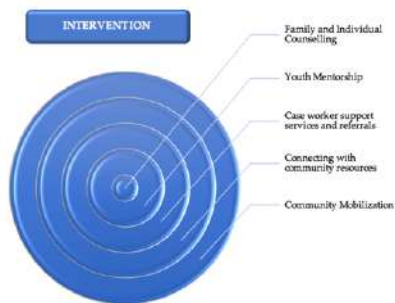 INTERVENTION
Family and Individual
Counselling
Youth Mentorship
Case worker support
services and referrals
Connecting with
community resources
Community Mobilization